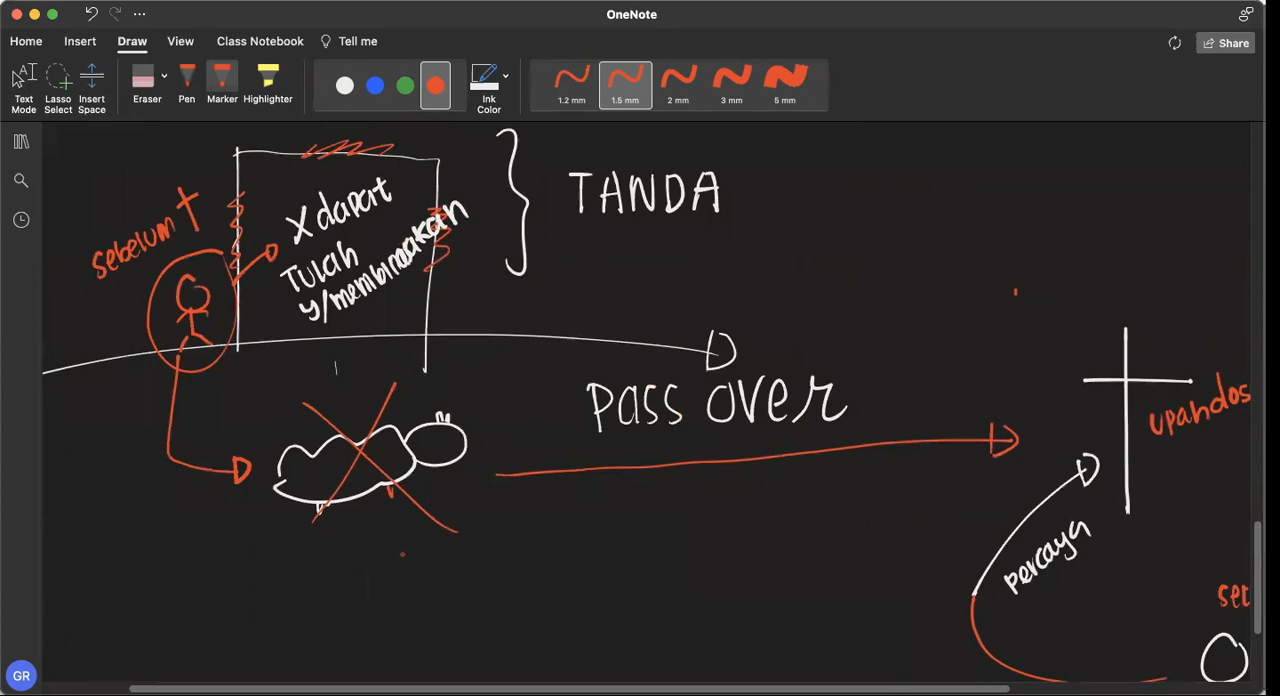 OneNote
Home Insert Draw View Class Notebook Tell me
Share
Text Mode
Lasso Select
Insert Space
Eraser
Pen
Marker
Highlighter
Ink Color
1.2 mm
1.5 mm
2 mm
3 mm
5 mm
TANDA
sebelum
X dapat
Tulah
y/membinasakan
Pass over
upahdosa
percaya
GR